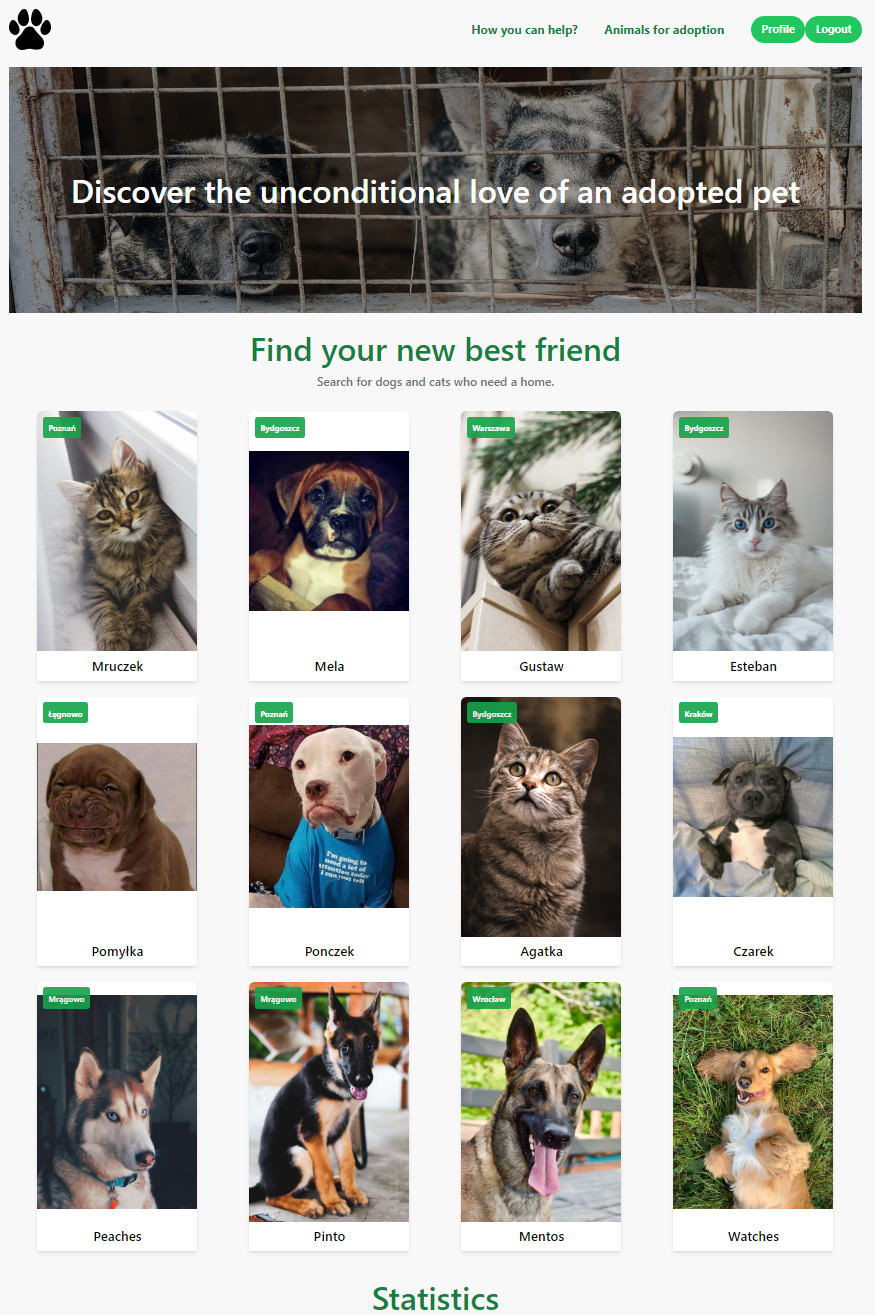 How you can help?
Animals for adoption
Profile
Logout
Discover the unconditional love of an adopted pet
Find your new best friend
Search for dogs and cats who need a home.
Poznań
Mruczek
Bydgoszcz
Mela
Warszawa
Gustaw
Bydgoszcz
Esteban
Łęgnowo
Pomyłka
Poznań
I'm going to
need a lot of
attention today
I can just tell
Ponczek
Bydgoszcz
Agatka
Kraków
Czarek
Mrągowo
Peaches
Mrągowo
Pinto
Wrocław
Mentos
Poznań
Watches
Statistics